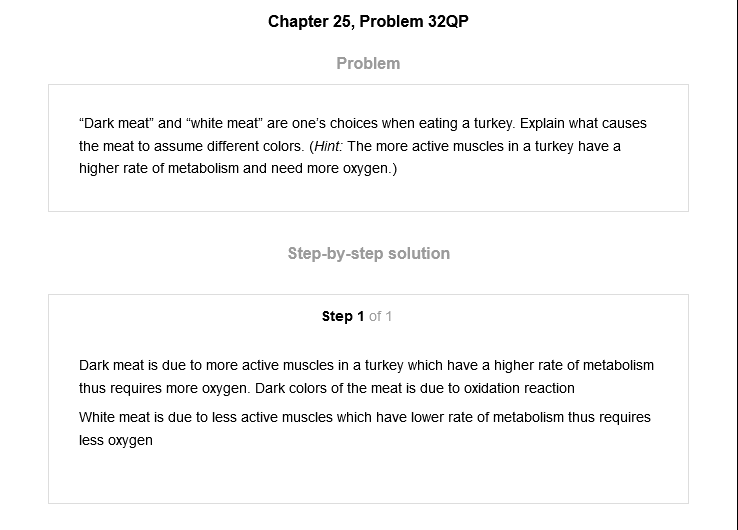 Chapter 25, Problem 32QP
Problem
“Dark meat” and “white meat” are one’s choices when eating a turkey. Explain what causes
the meat to assume different colors. (Hint: The more active muscles in a turkey have a
higher rate of metabolism and need more oxygen.)
Step-by-step solution
Step 1 of 1
Dark meat is due to more active muscles in a turkey which have a higher rate of metabolism
thus requires more oxygen. Dark colors of the meat is due to oxidation reaction
White meat is due to less active muscles which have lower rate of metabolism thus requires
less oxygen